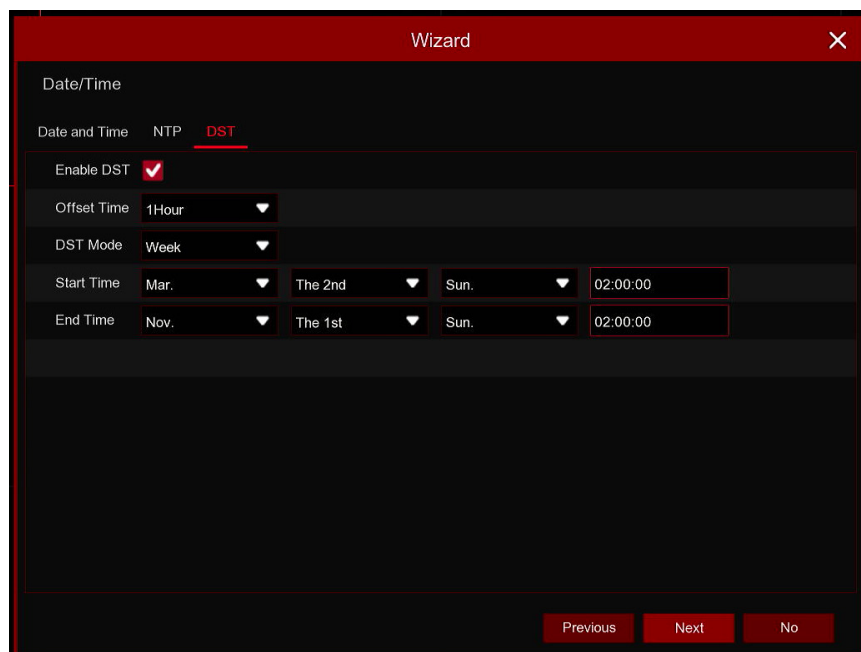 Wizard
Date/Time
Date and Time NTP DST
Enable DST
Offset Time 1Hour
DST Mode Week
Start Time Mar. The 2nd Sun. 02:00:00
End Time Nov. The 1st Sun. 02:00:00
Previous Next No